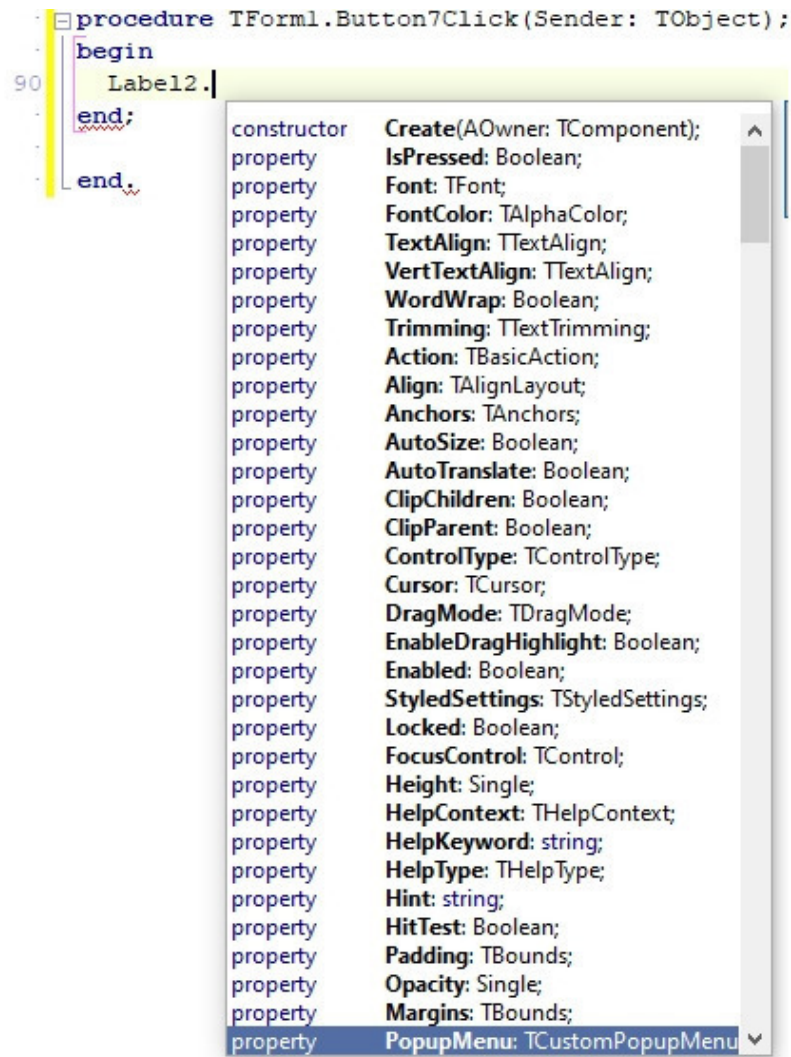 procedure TForm1.Button7Click(Sender: TObject);
begin
90 Label2.
end;
end.
constructor Create(AOwner: TComponent);
property IsPressed: Boolean;
property Font: TFont;
property FontColor: TAlphaColor;
property TextAlign: TTextAlign;
property VertTextAlign: TTextAlign;
property WordWrap: Boolean;
property Trimming: TTextTrimming;
property Action: TBasicAction;
property Align: TAlignLayout;
property Anchors: TAnchors;
property AutoSize: Boolean;
property AutoTranslate: Boolean;
property ClipChildren: Boolean;
property ClipParent: Boolean;
property ControlType: TControlType;
property Cursor: TCursor;
property DragMode: TDragMode;
property EnableDragHighlight: Boolean;
property Enabled: Boolean;
property StyledSettings: TStyledSettings;
property Locked: Boolean;
property FocusControl: TControl;
property Height: Single;
property HelpContext: THelpContext;
property HelpKeyword: string;
property HelpType: THelpType;
property Hint: string;
property HitTest: Boolean;
property Padding: TBounds;
property Opacity: Single;
property Margins: TBounds;
property PopupMenu: TCustomPopupMenu